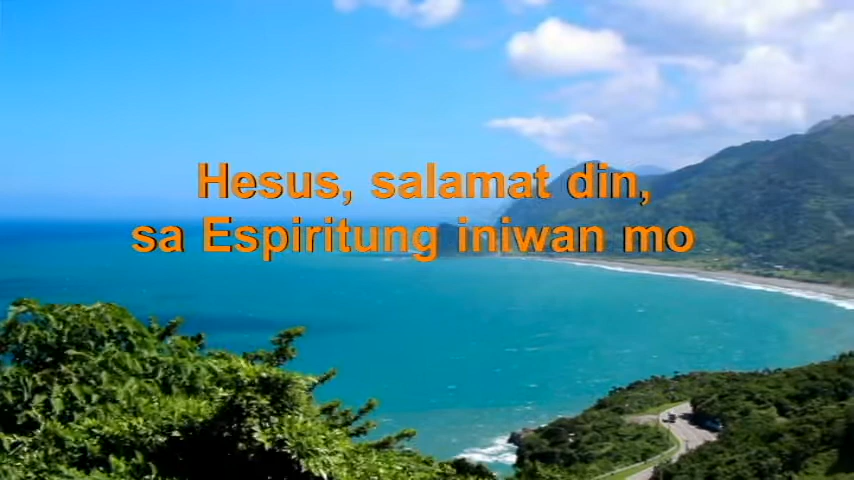 Hesus, salamat din,
sa Espiritung iniwan mo